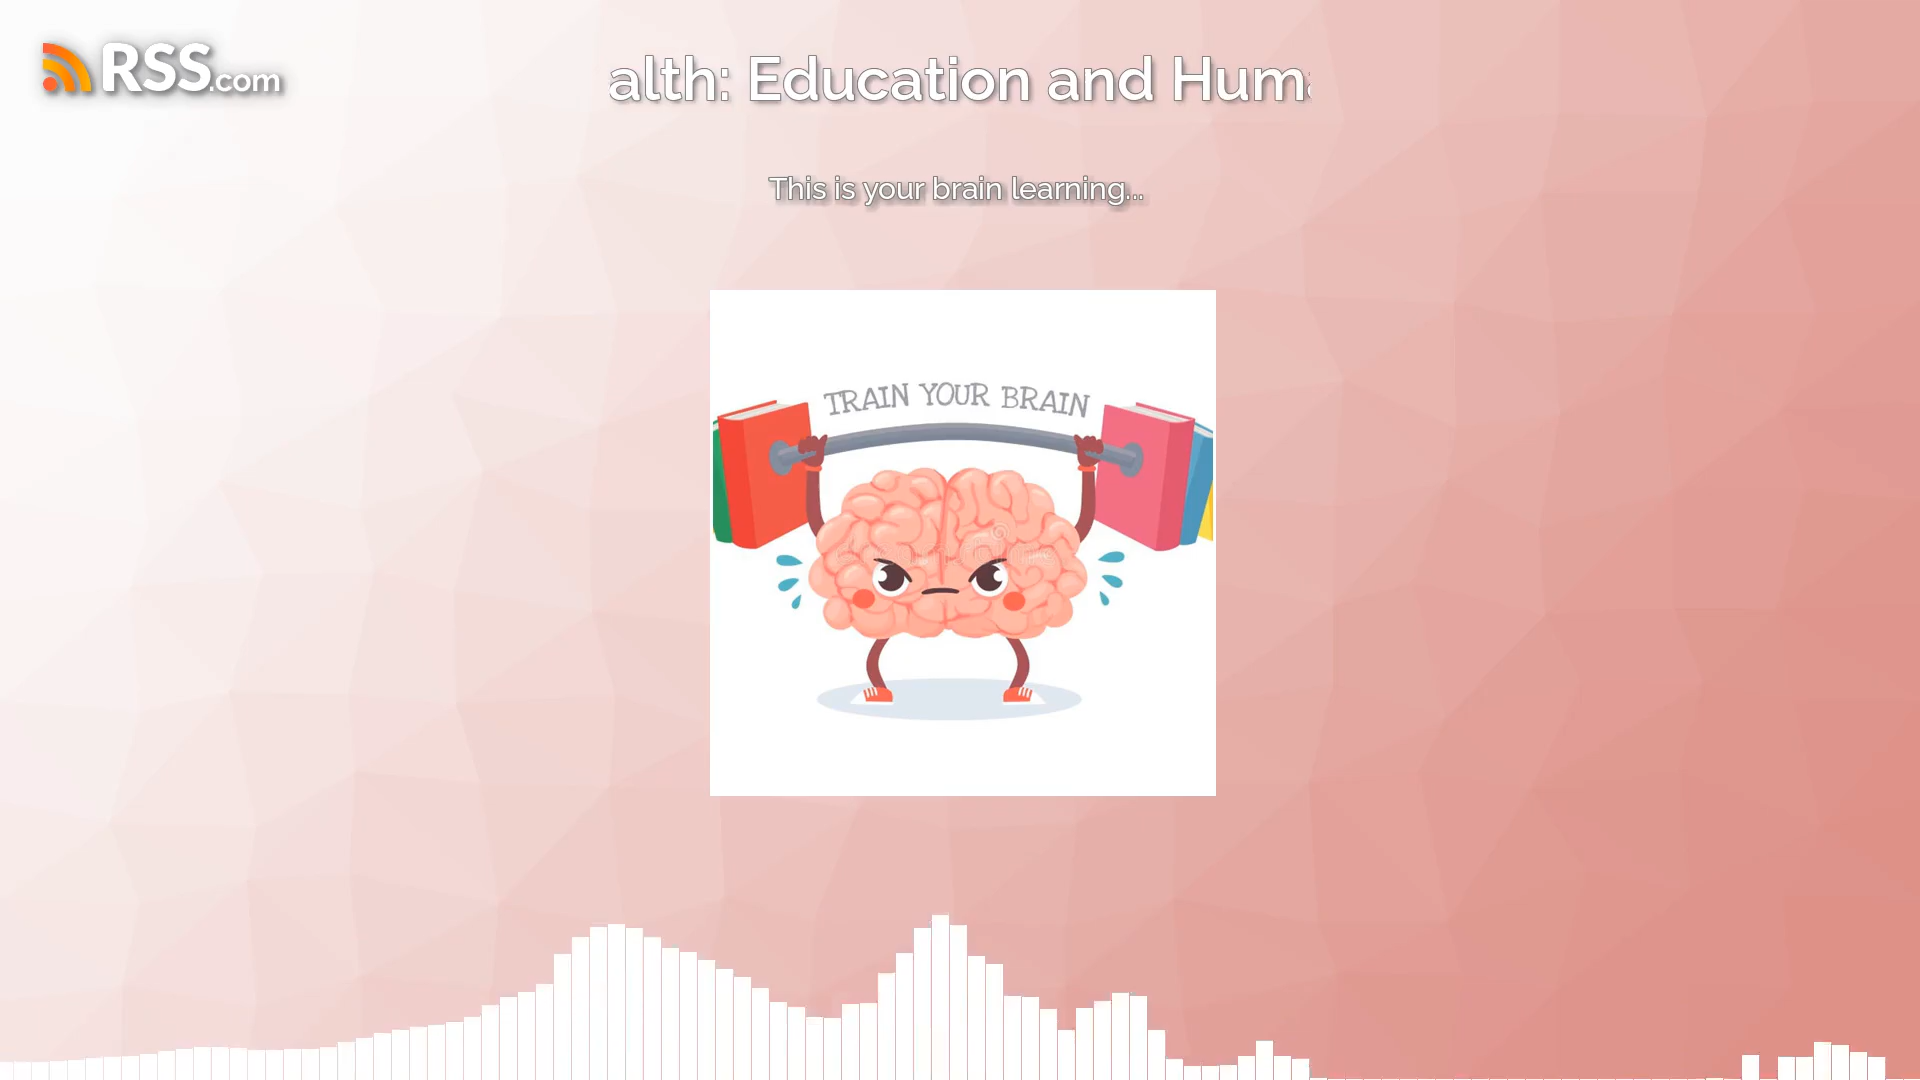 RSS.com
alth: Education and Hum
This is your brain learning...
TRAIN YOUR BRAIN